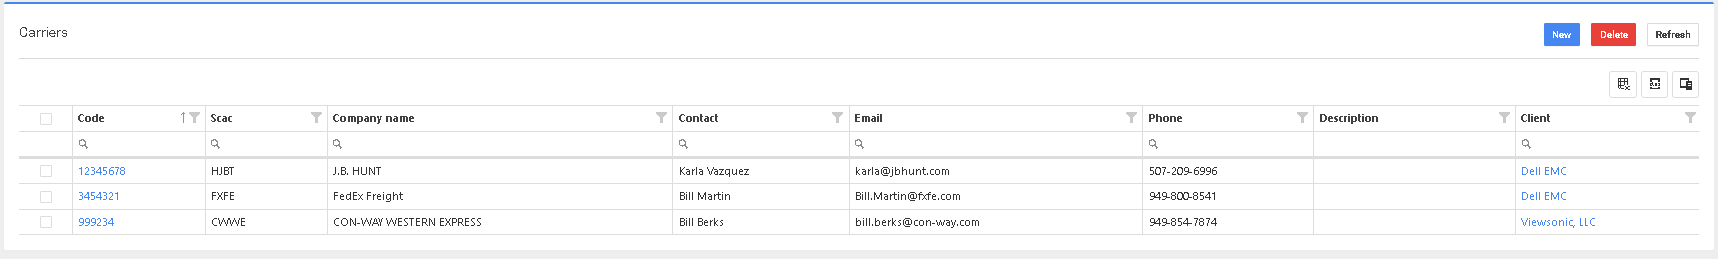 Carriers
New Delete Refresh
Code Scac Company name Contact Email Phone Description Client
12345678 HJBT J.B. HUNT Karla Vazquez karla@jbhunt.com 507-209-6996 Dell EMC
3454321 FXFE FedEx Freight Bill Martin Bill.Martin@fxfe.com 949-800-8541 Dell EMC
999234 CWWE CON-WAY WESTERN EXPRESS Bill Berks bill.berks@con-way.com 949-854-7874 Viewsonic, LLC